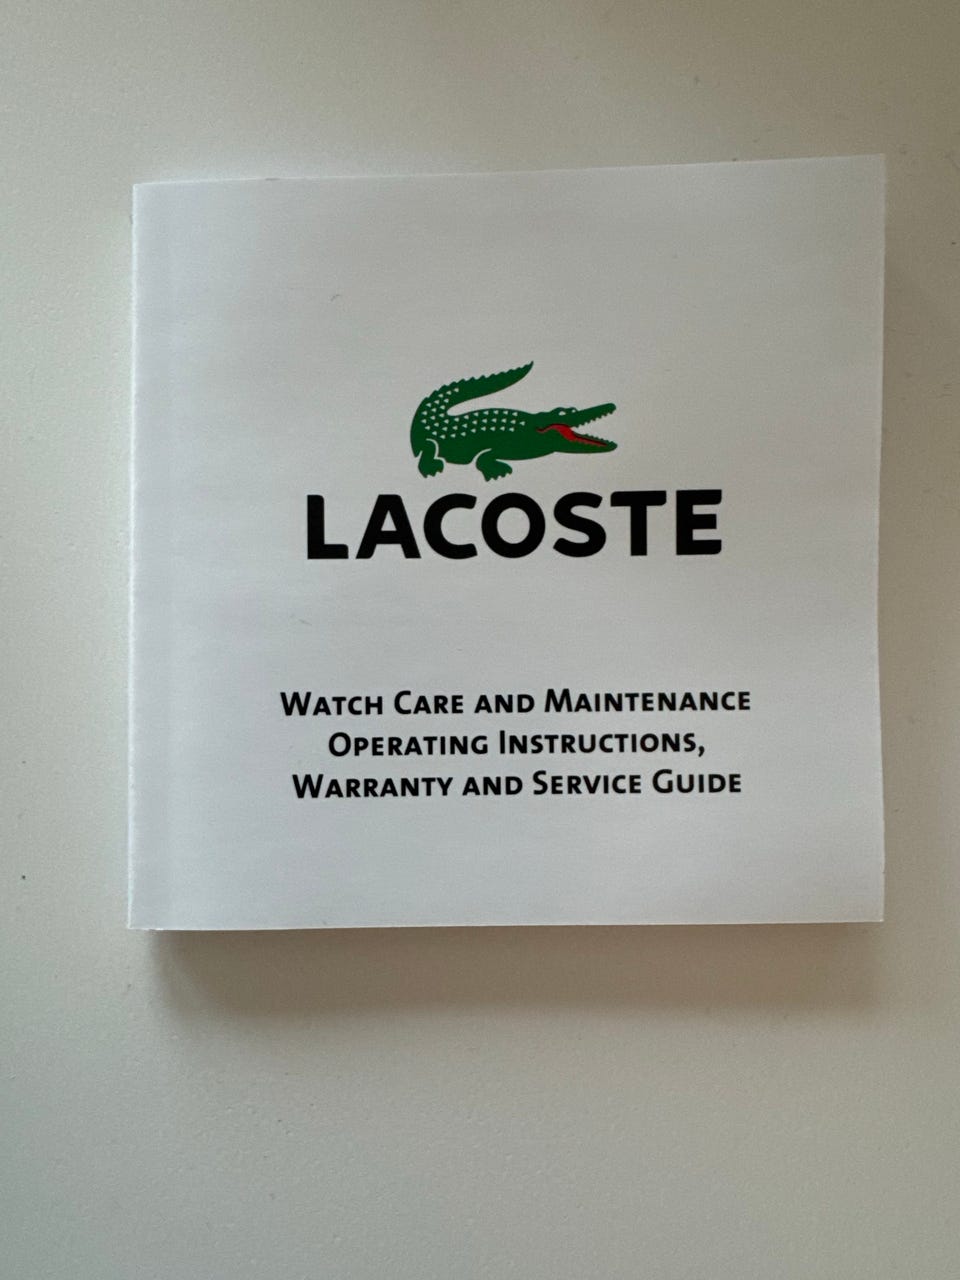 LACOSTE
WATCH CARE AND MAINTENANCE
OPERATING INSTRUCTIONS,
WARRANTY AND SERVICE GUIDE